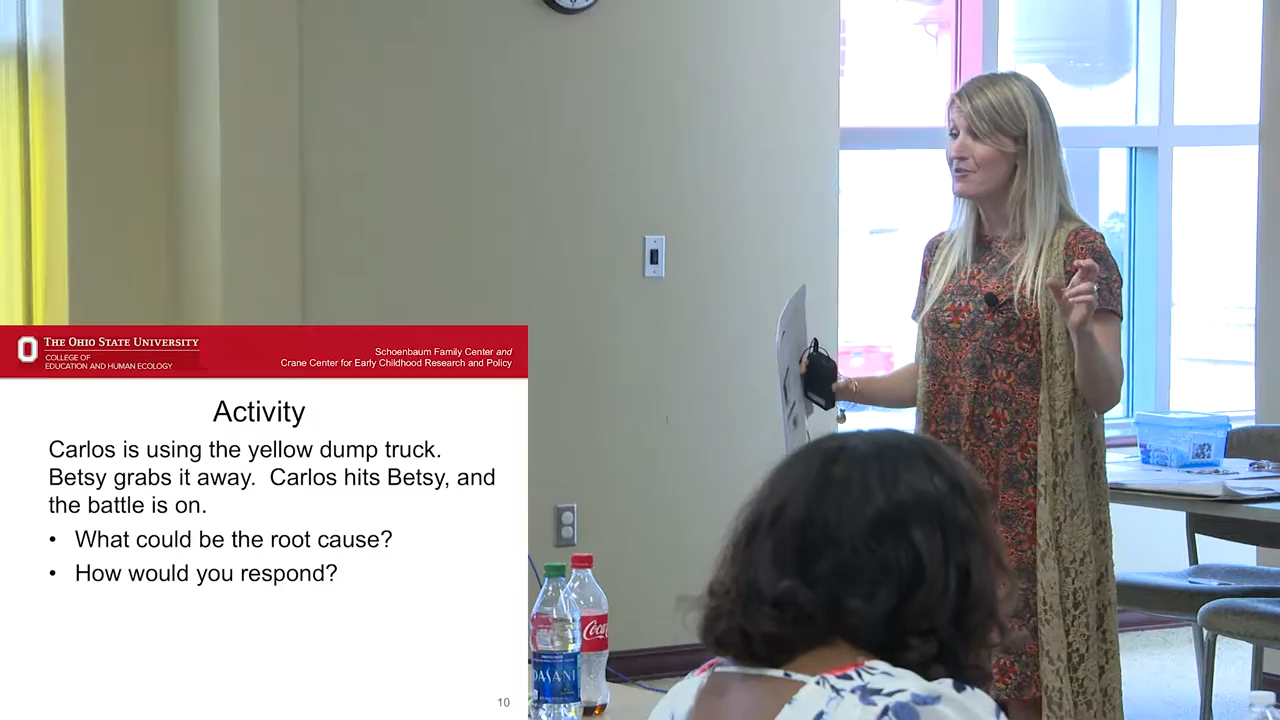 THE OHIO STATE UNIVERSITY
COLLEGE OF
EDUCATION AND HUMAN ECOLOGY
Schoenbaum Family Center and
Crane Center for Early Childhood Research and Policy
Activity
Carlos is using the yellow dump truck.
Betsy grabs it away.  Carlos hits Betsy, and
the battle is on.
• What could be the root cause?
• How would you respond?
10
DASANI